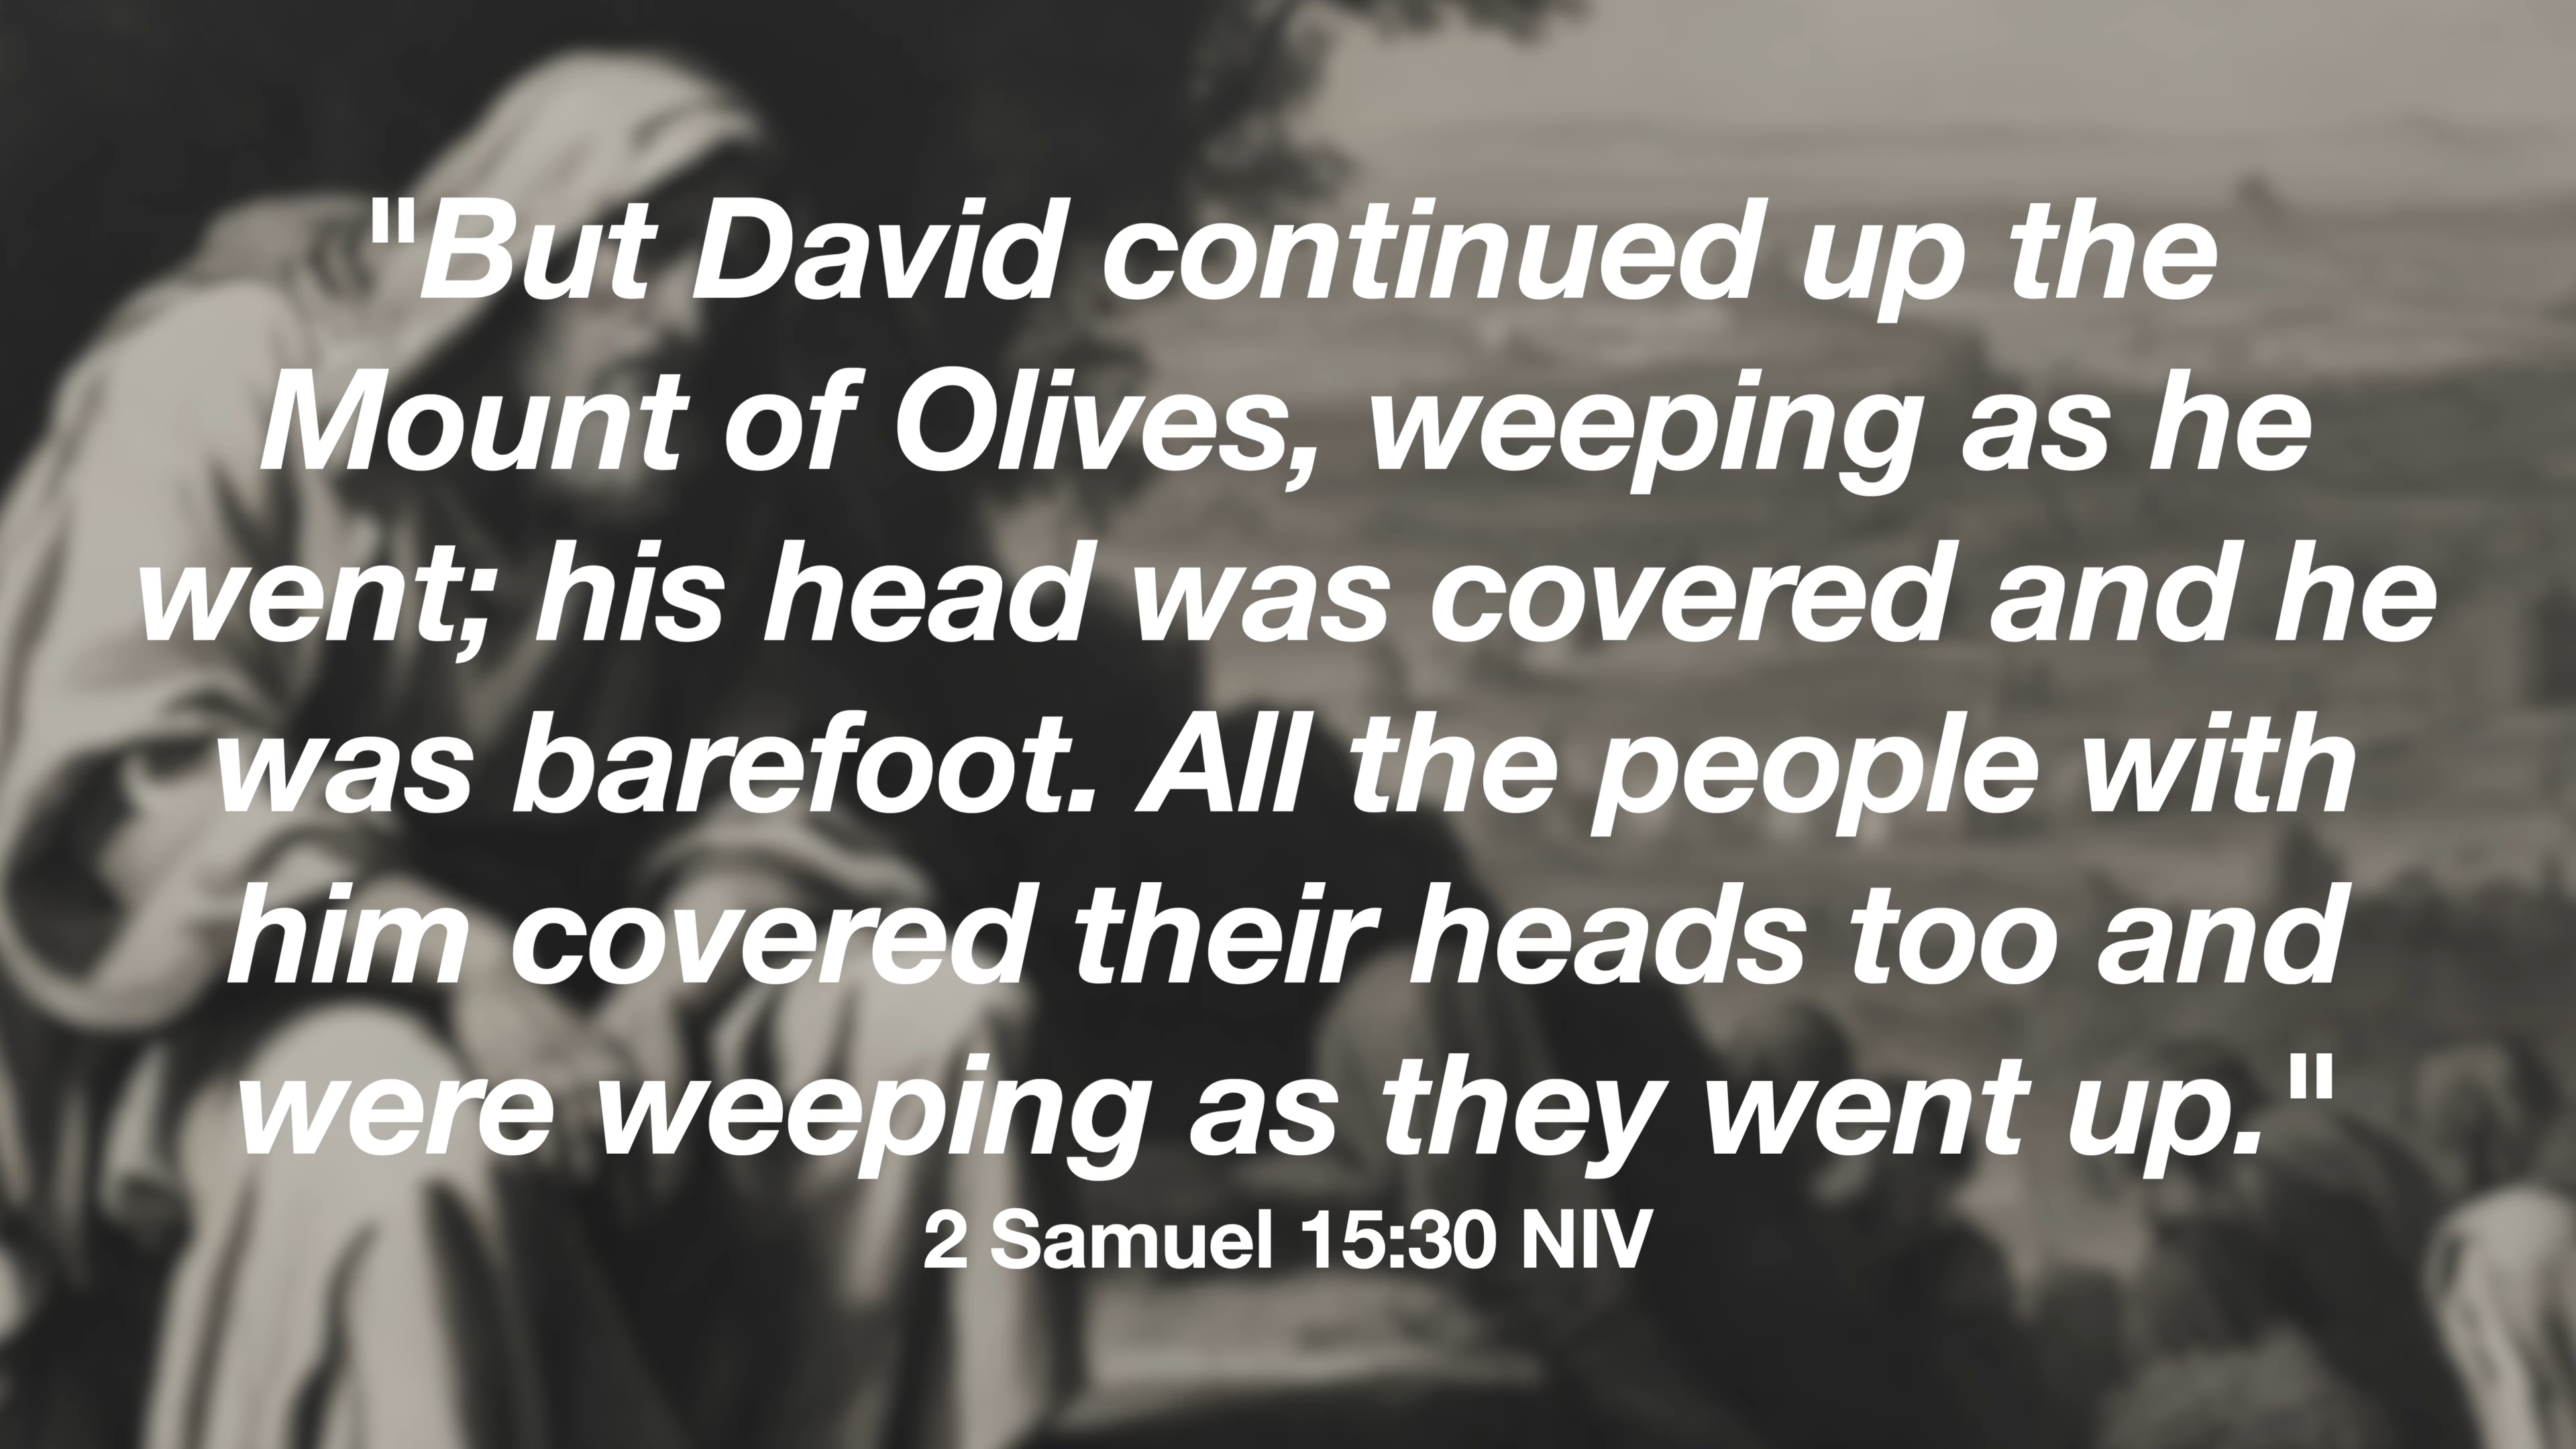 "But David continued up the
Mount of Olives, weeping as he
went; his head was covered and he
was barefoot. All the people with
him covered their heads too and
were weeping as they went up."
2 Samuel 15:30 NIV